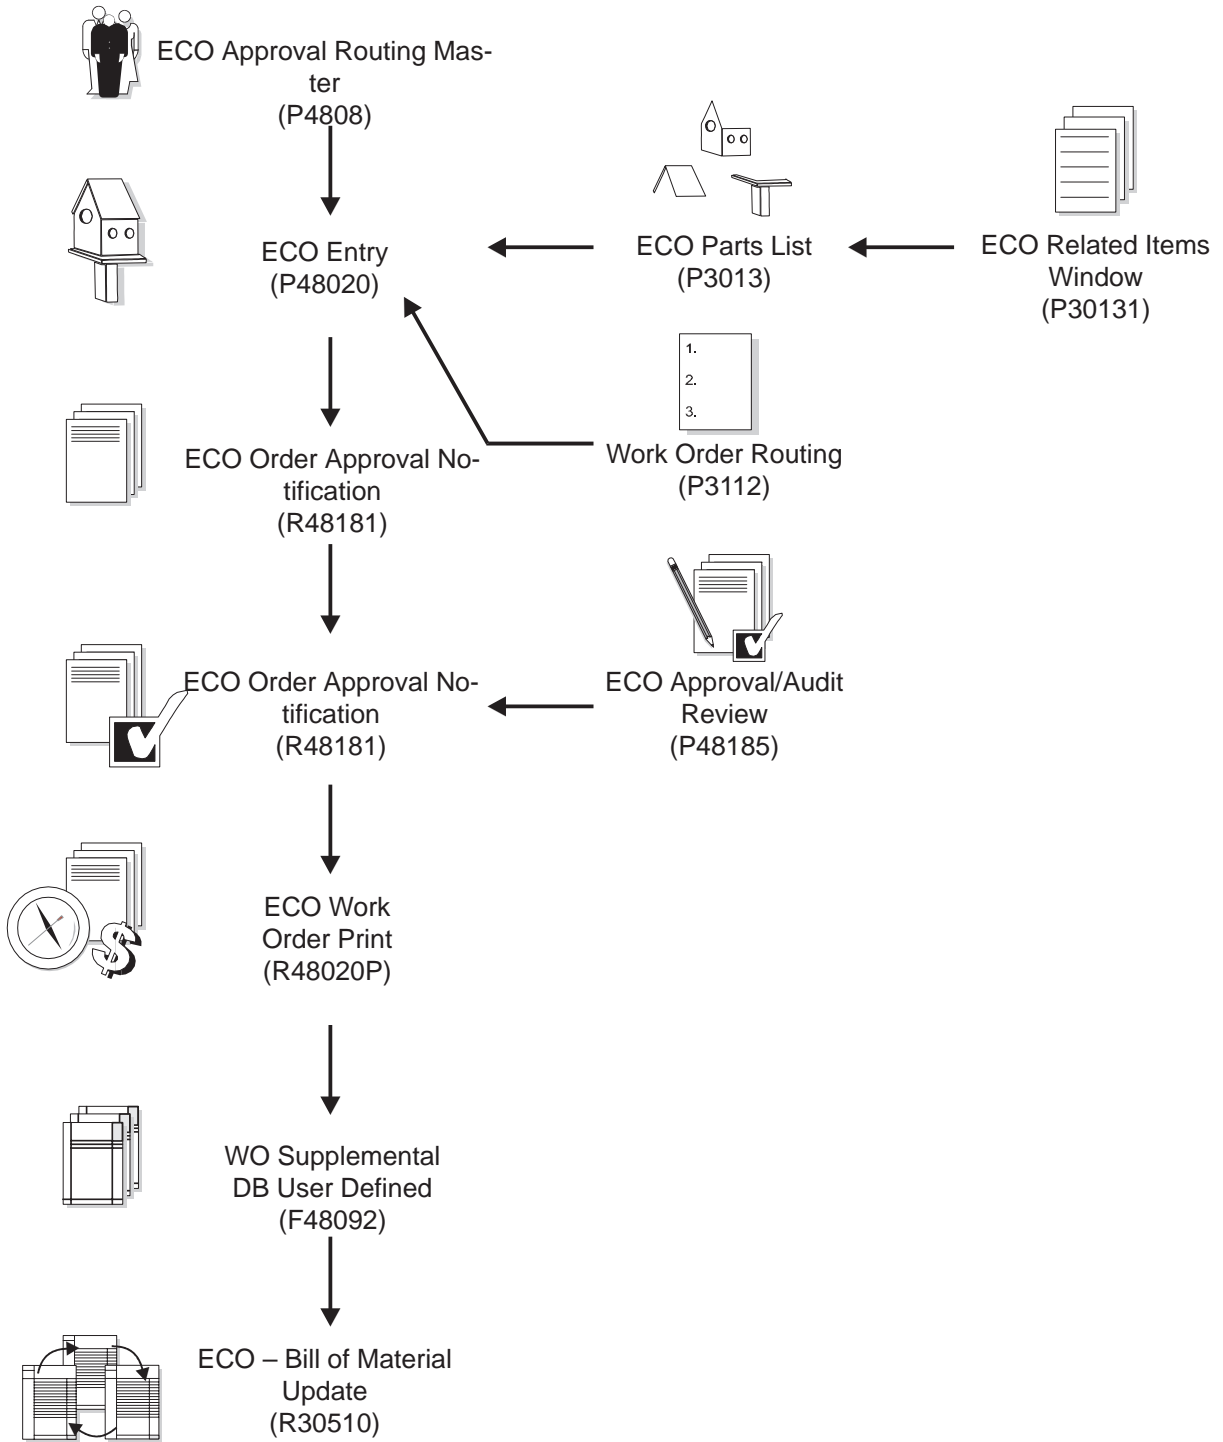 ECO Approval Routing Mas-
ter
(P4808)
ECO Entry
(P48020)
ECO Parts List
(P3013)
ECO Related Items
Window
(P30131)
1.
2.
3.
Work Order Routing
(P3112)
ECO Order Approval No-
tification
(R48181)
ECO Order Approval No-
tification
(R48181)
ECO Approval/Audit
Review
(P48185)
$
ECO Work
Order Print
(R48020P)
WO Supplemental
DB User Defined
(F48092)
ECO – Bill of Material
Update
(R30510)